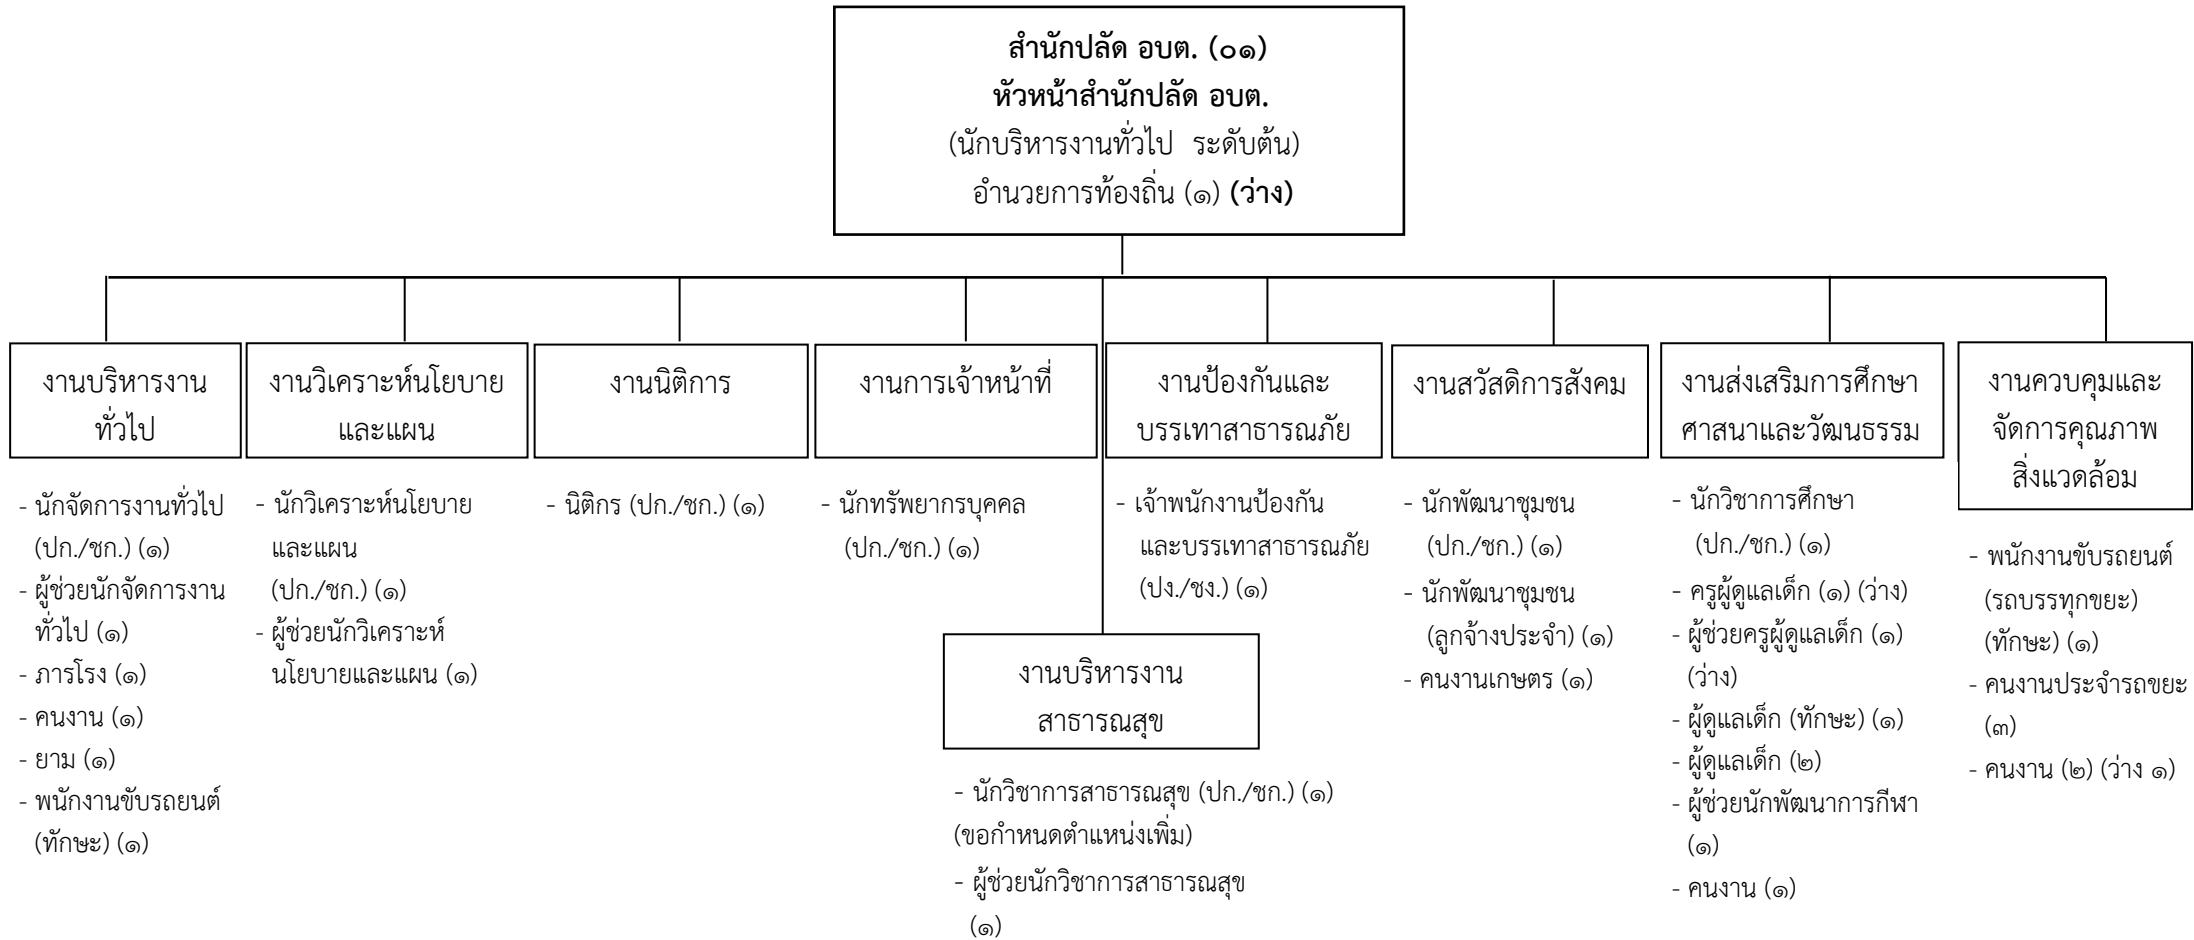 สำนักปลัด อบต. (๐๑)
หัวหน้าสำนักปลัด อบต.
(นักบริหารงานทั่วไป ระดับต้น)
อำนวยการท้องถิ่น (๑) (ว่าง)
งานบริหารงาน
ทั่วไป
- นักจัดการงานทั่วไป
(ปก./ชก.) (๑)
- ผู้ช่วยนักจัดการงาน
ทั่วไป (๑)
- ภารโรง (๑)
- คนงาน (๑)
- ยาม (๑)
- พนักงานขับรถยนต์
(ทักษะ) (๑)
งานวิเคราะห์นโยบาย
และแผน
- นักวิเคราะห์นโยบาย
และแผน
(ปก./ชก.) (๑)
- ผู้ช่วยนักวิเคราะห์
นโยบายและแผน (๑)
งานนิติการ
- นิติกร (ปก./ชก.) (๑)
งานการเจ้าหน้าที่
- นักทรัพยากรบุคคล
(ปก./ชก.) (๑)
งานบริหารงาน
สาธารณสุข
- นักวิชาการสาธารณสุข (ปก./ชก.) (๑)
(ขอกำหนดตำแหน่งเพิ่ม)
- ผู้ช่วยนักวิชาการสาธารณสุข
(๑)
งานป้องกันและ
บรรเทาสาธารณภัย
- เจ้าพนักงานป้องกัน
และบรรเทาสาธารณภัย
(ปง./ชง.) (๑)
งานสวัสดิการสังคม
- นักพัฒนาชุมชน
(ปก./ชก.) (๑)
- นักพัฒนาชุมชน
(ลูกจ้างประจำ) (๑)
- คนงานเกษตร (๑)
งานส่งเสริมการศึกษา
ศาสนาและวัฒนธรรม
- นักวิชาการศึกษา
(ปก./ชก.) (๑)
- ครูผู้ดูแลเด็ก (๑) (ว่าง)
- ผู้ช่วยครูผู้ดูแลเด็ก (๑)
(ว่าง)
- ผู้ดูแลเด็ก (ทักษะ) (๑)
- ผู้ดูแลเด็ก (๒)
- ผู้ช่วยนักพัฒนาการกีฬา
(๑)
- คนงาน (๑)
งานควบคุมและ
จัดการคุณภาพ
สิ่งแวดล้อม
- พนักงานขับรถยนต์
(รถบรรทุกขยะ)
(ทักษะ) (๑)
- คนงานประจำรถขยะ
(๓)
- คนงาน (๒) (ว่าง ๑)